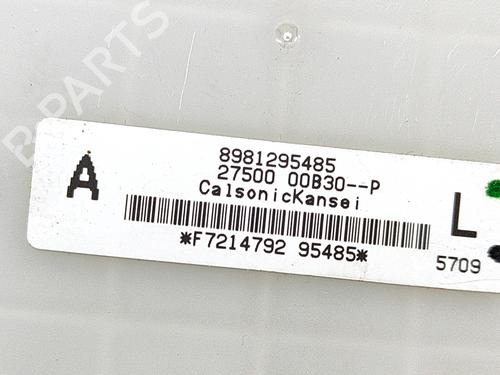 B-PARTS
A
8981295485
27500 00B30--P
CalsonicKansei
*F7214792 95485*
L
5709